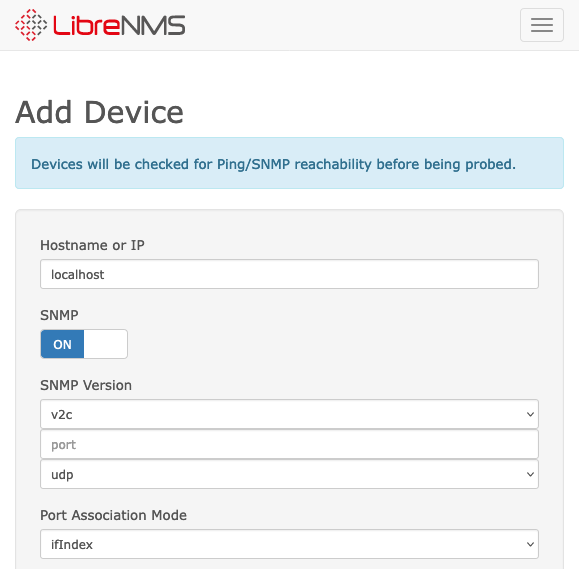 LibreNMS
Add Device
Devices will be checked for Ping/SNMP reachability before being probed.
Hostname or IP
localhost
SNMP
ON
SNMP Version
v2c
port
udp
Port Association Mode
ifIndex